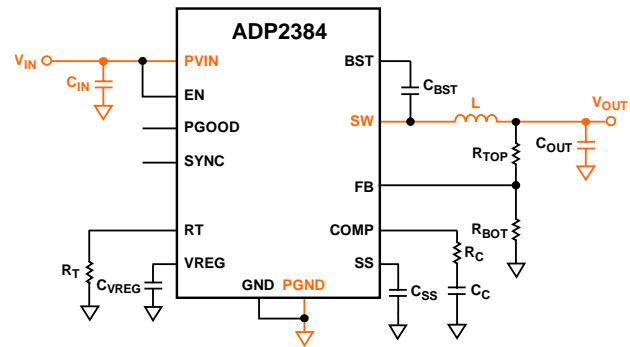 ADP2384
VIN
CIN
PVIN
EN
PGOOD
SYNC
RT
VREG
RT
CVREG
GND
PGND
BST
CBST
SW
L
VOUT
COUT
RTOP
FB
RBOT
COMP
RC
SS
CSS
CC